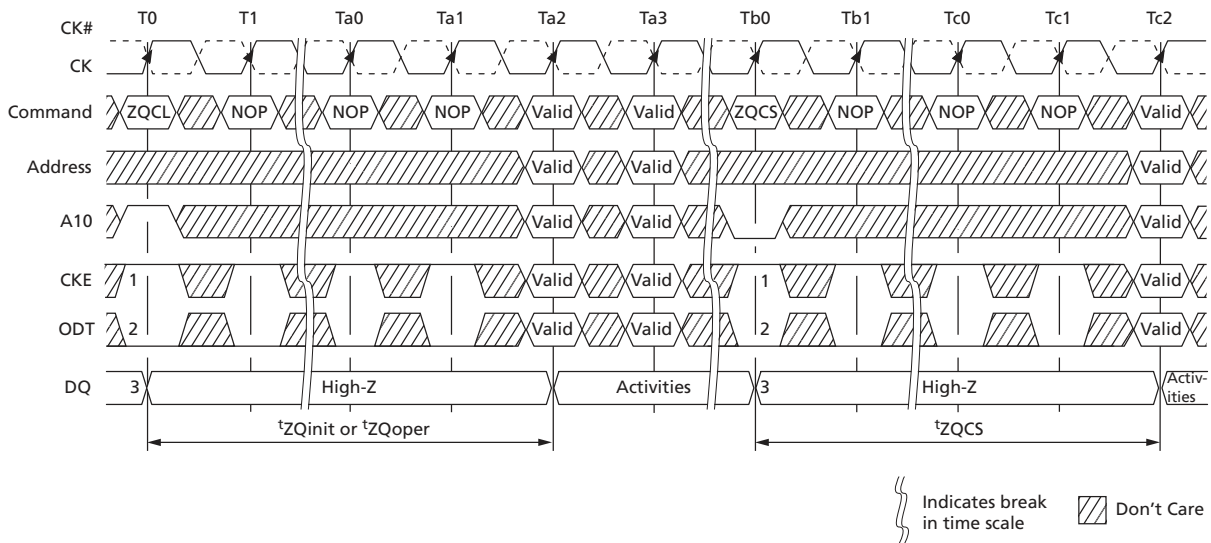 T0 T1 Ta0 Ta1 Ta2 Ta3 Tb0 Tb1 Tc0 Tc1 Tc2
CK#
CK
Command ZQCL NOP NOP NOP Valid Valid ZQCS NOP NOP NOP Valid
Address Valid Valid Valid
A10 Valid Valid Valid
CKE 1 Valid Valid 1 Valid
ODT 2 Valid Valid 2 Valid
DQ 3 High-Z Activities 3 High-Z Activ-
ities
tZQinit or tZQoper tZQCS
Indicates break
in time scale
Don't Care